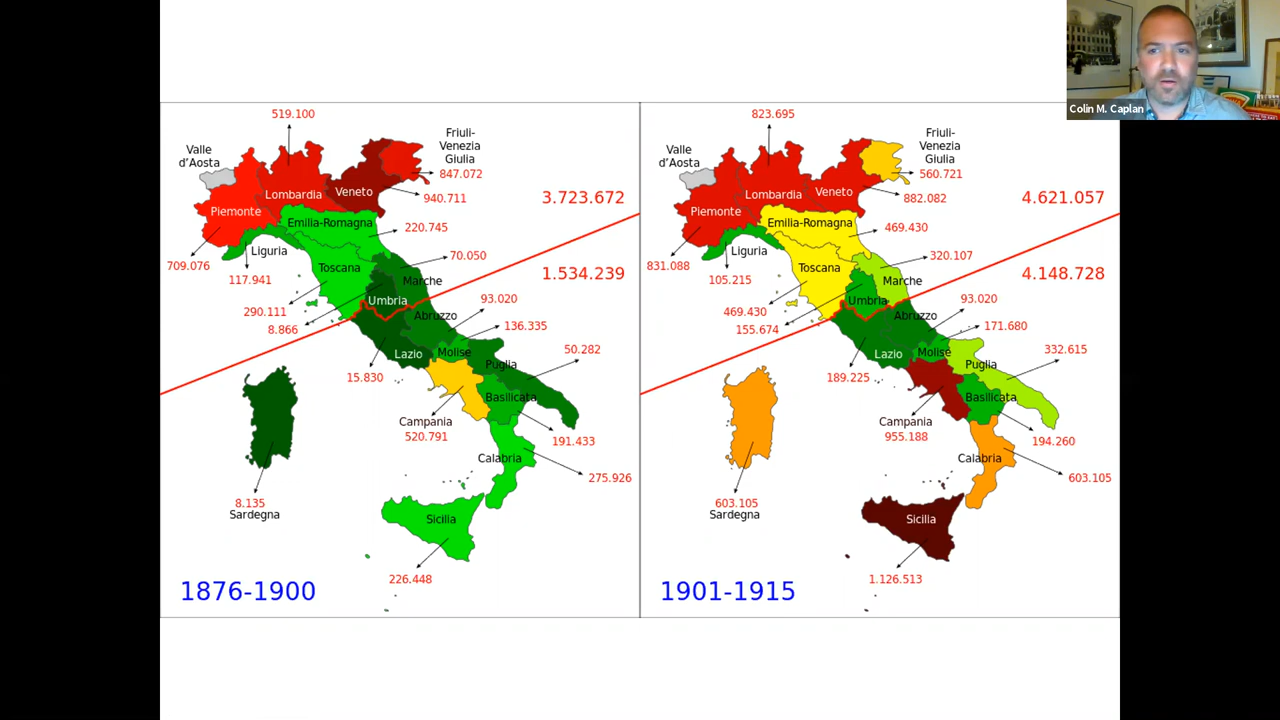 Colin M. Caplan
519.100
Valle
d’Aosta
Friuli-
Venezia
Giulia
847.072
Lombardia
Veneto
940.711
3.723.672
Piemonte
Emilia-Romagna
220.745
Liguria
709.076
117.941
Toscana
70.050
Marche
1.534.239
290.111
8.866
Umbria
93.020
Abruzzo
136.335
Lazio
Molise
Puglia
50.282
15.830
Basilicata
Campania
520.791
191.433
Calabria
275.926
8.135
Sardegna
Sicilia
226.448
1876-1900
823.695
Valle
d’Aosta
Friuli-
Venezia
Giulia
560.721
Lombardia
Veneto
882.082
4.621.057
Piemonte
Emilia-Romagna
469.430
Liguria
831.088
105.215
Toscana
320.107
Marche
4.148.728
469.430
155.674
Umbria
93.020
Abruzzo
171.680
Lazio
Molise
Puglia
332.615
189.225
Basilicata
Campania
955.188
194.260
Calabria
603.105
603.105
Sardegna
Sicilia
1.126.513
1901-1915